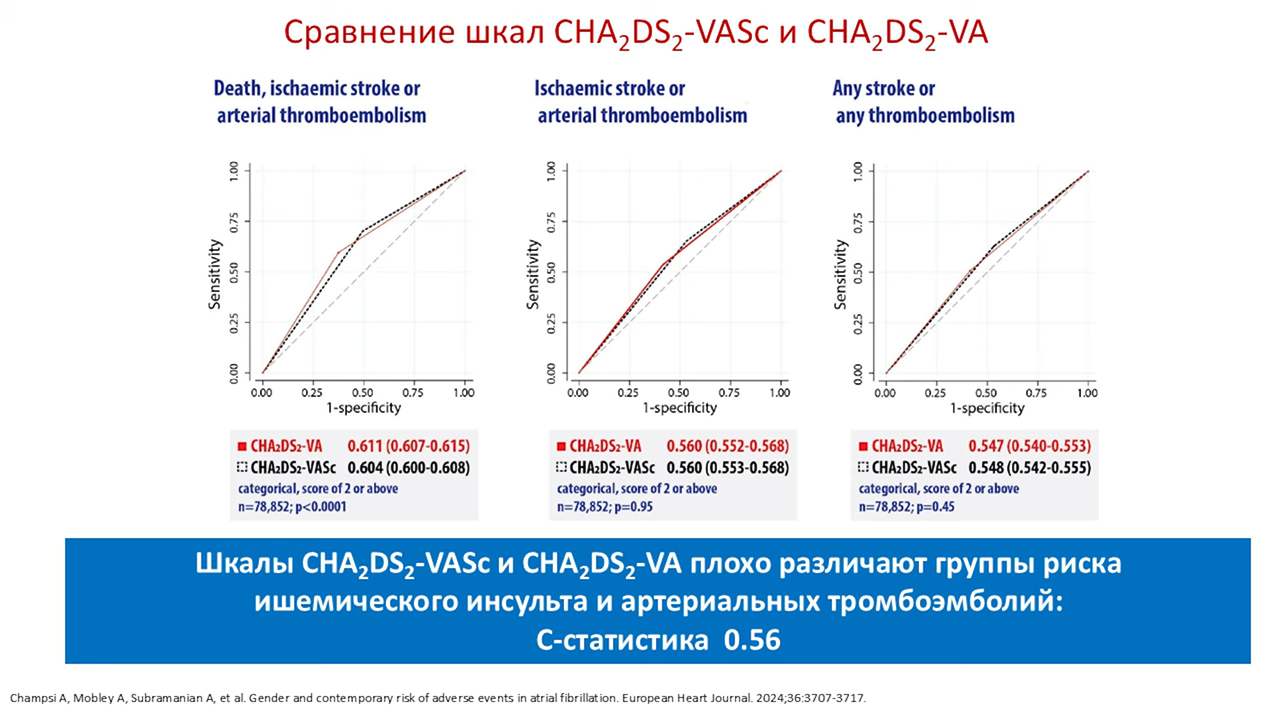 Сравнение шкал CHA₂DS₂-VASc и CHA₂DS₂-VA
Death, ischaemic stroke or
arterial thromboembolism
Sensitivity
1.00
0.75
0.50
0.25
0.00
0.00 0.25 0.50 0.75 1.00
1-specificity
CHA₂DS₂-VA 0.611 (0.607-0.615)
CHA₂DS₂-VASc 0.604 (0.600-0.608)
categorical, score of 2 or above
n=78,852; p<0.0001
Ischaemic stroke or
arterial thromboembolism
Sensitivity
1.00
0.75
0.50
0.25
0.00
0.00 0.25 0.50 0.75 1.00
1-specificity
CHA₂DS₂-VA 0.560 (0.552-0.568)
CHA₂DS₂-VASc 0.560 (0.553-0.568)
categorical, score of 2 or above
n=78,852; p=0.95
Any stroke or
any thromboembolism
Sensitivity
1.00
0.75
0.50
0.25
0.00
0.00 0.25 0.50 0.75 1.00
1-specificity
CHA₂DS₂-VA 0.547 (0.540-0.553)
CHA₂DS₂-VASc 0.548 (0.542-0.555)
categorical, score of 2 or above
n=78,852; p=0.45
Шкалы CHA₂DS₂-VASc и CHA₂DS₂-VA плохо различают группы риска
ишемического инсульта и артериальных тромбоэмболий:
С-статистика 0.56
Champsi A, Mobley A, Subramanian A, et al. Gender and contemporary risk of adverse events in atrial fibrillation. European Heart Journal. 2024;36:3707-3717.